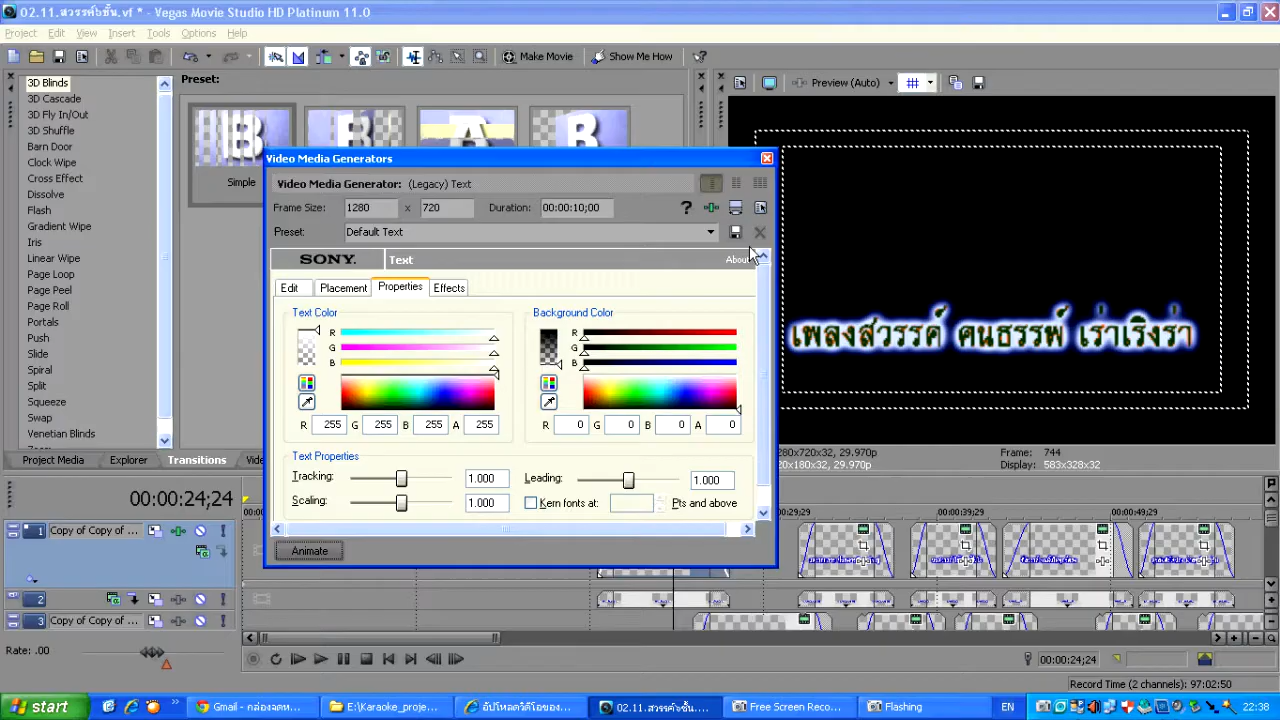 02.11.สวรรค์๖ชั้น.vf * - Vegas Movie Studio HD Platinum 11.0
Project Edit View Insert Tools Options Help
Make Movie Show Me How
3D Blinds
3D Cascade
3D Fly In/Out
3D Shuffle
Barn Door
Clock Wipe
Cross Effect
Dissolve
Flash
Gradient Wipe
Iris
Linear Wipe
Page Loop
Page Peel
Page Roll
Portals
Push
Slide
Spiral
Split
Squeeze
Swap
Venetian Blinds
Preset:
Simple
Preview (Auto)
Video Media Generators
Video Media Generator: (Legacy) Text
Frame Size: 1280 x 720 Duration: 00:00:10;00
Preset: Default Text
SONY. Text About
Edit Placement Properties Effects
Text Color
R
G
B
R 255 G 255 B 255 A 255
Background Color
R
G
B
R 0 G 0 B 0 A 0
Text Properties
Tracking: 1.000 Leading: 1.000
Scaling: 1.000 Kern fonts at: Pts and above
Animate
เพลงสวรรค์ คนธรรพ์ เร่าเริงร่า
Project Media Explorer Transitions
280x720x32, 29.970p
20x180x32, 29.970p
Frame: 744
Display: 583x328x32
00:00:24;24
00:00:39;29 00:00:49;29
1 Copy of Copy of ...
2
3 Copy of Copy of ...
Rate: .00
00:00:24;24
Record Time (2 channels): 97:02:50
start Gmail - กล่องจดห... E:\Karaoke_proje... อัปโหลดวิดีโอของ... 02.11.สวรรค์๖ชั้น.... Free Screen Reco... Flashing EN 22:38